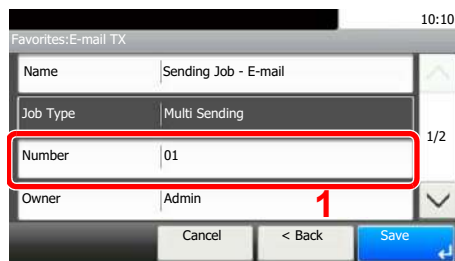 10:10
Favorites:E-mail TX
Name Sending Job - E-mail
Job Type Multi Sending
1/2
Number 01
Owner Admin
1
Cancel < Back Save